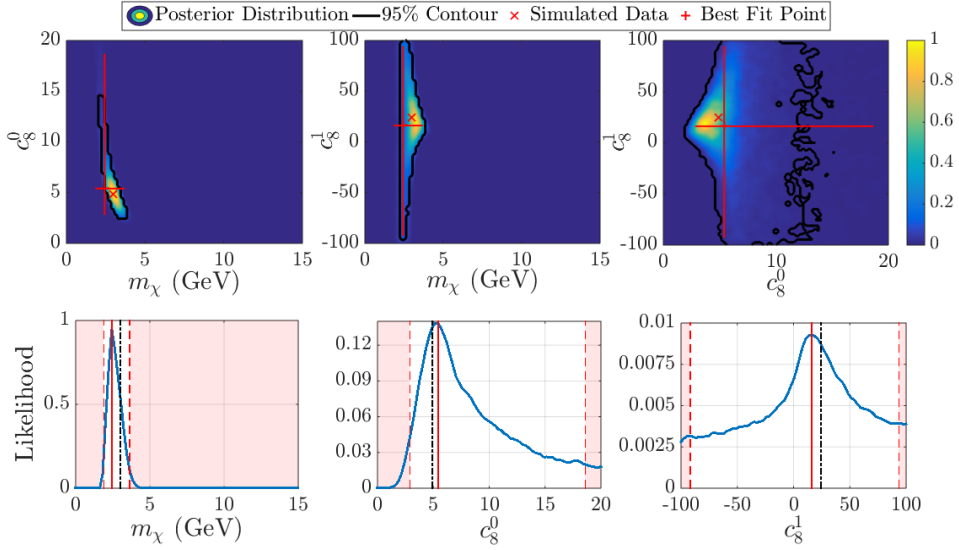 Posterior Distribution 95% Contour Simulated Data Best Fit Point
20
15
10
5
0
c_8^0
0 5 10 15
m_χ (GeV)
100
50
0
-50
-100
c_8^1
0 5 10 15
m_χ (GeV)
100
50
0
-50
-100
c_8^1
0 10 20
c_8^0
1
0.8
0.6
0.4
0.2
0
Likelihood
1
0.5
0
0 5 10 15
m_χ (GeV)
0.12
0.09
0.06
0.03
0
0 5 10 15 20
c_8^0
0.01
0.0075
0.005
0.0025
0
-100 -50 0 50 100
c_8^1